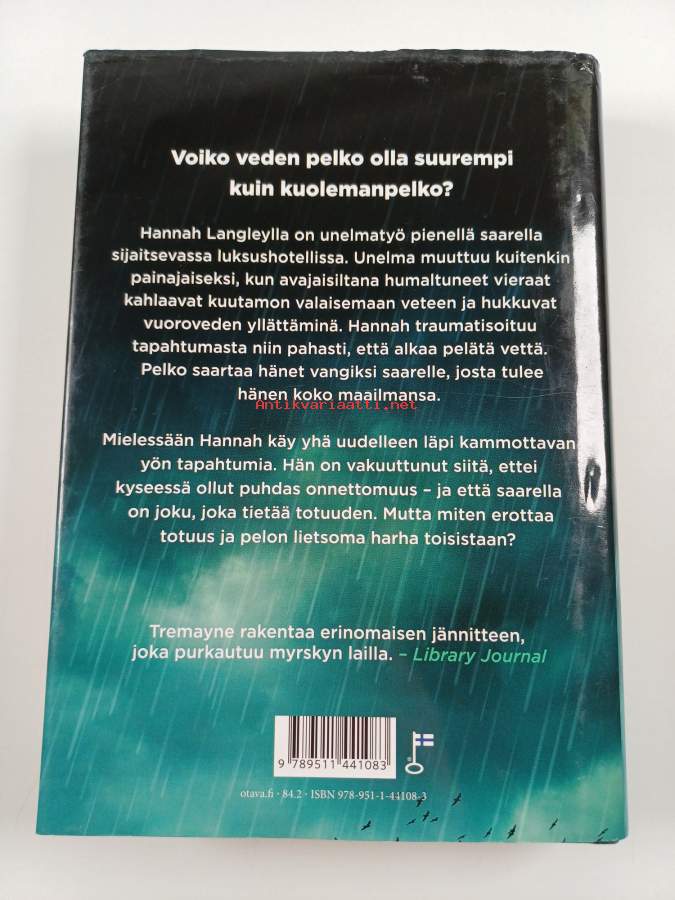 Voiko veden pelko olla suurempi
kuin kuolemanpelko?
Hannah Langleylla on unelmatyö pienellä saarella
sijaitsevassa luksushotellissa. Unelma muuttuu kuitenkin
painajaiseksi, kun avajaisiltana humaltuneet vieraat
kahlaavat kuutamon valaisemaan veteen ja hukkuvat
vuoroveden yllättäminä. Hannah traumatisoituu
tapahtumasta niin pahasti, että alkaa pelätä vettä.
Pelko saartaa hänet vangiksi saarelle, josta tulee
hänen koko maailmansa.
Antikvariaatti.net
Mielessään Hannah käy yhä uudelleen läpi kammottavan
yön tapahtumia. Hän on vakuuttunut siitä, ettei
kyseessä ollut puhdas onnettomuus – ja että saarella
on joku, joka tietää totuuden. Mutta miten erottaa
totuus ja pelon lietsoma harha toisistaan?
Tremayne rakentaa erinomaisen jännitteen,
joka purkautuu myrskyn lailla. – Library Journal
9 789511 441083
otava.fi · 84.2 · ISBN 978-951-1-44108-3